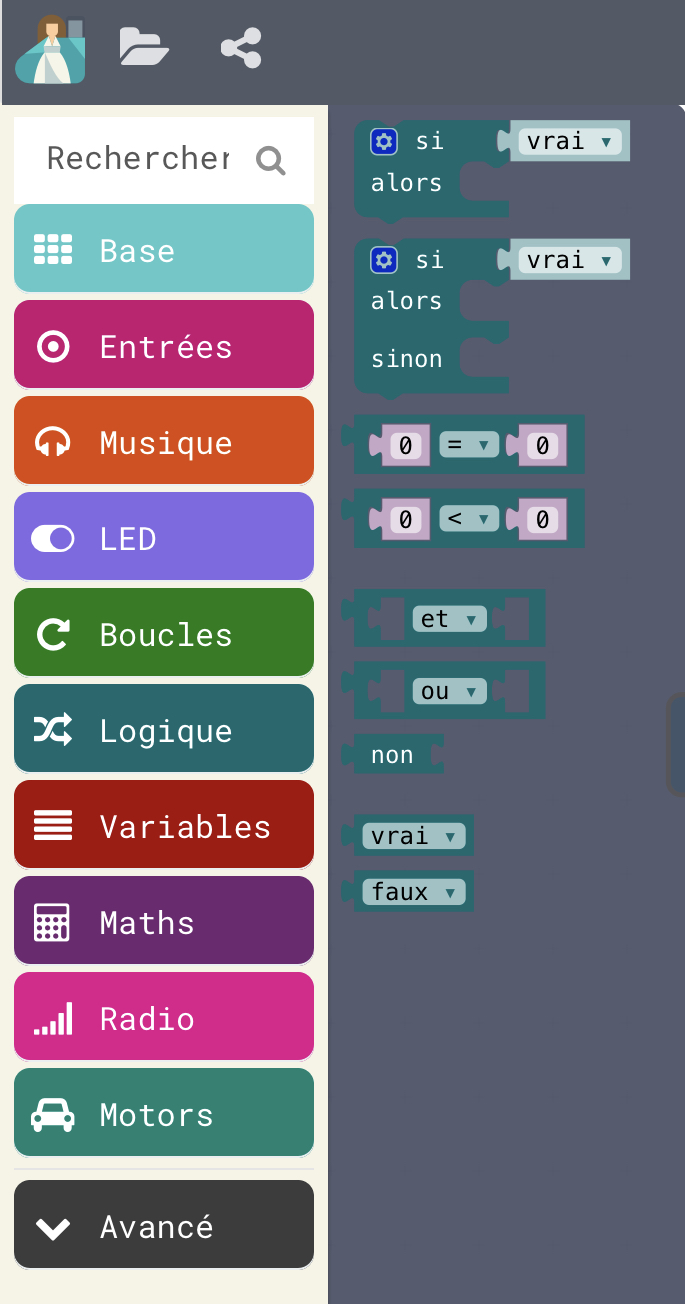 Rechercher
Base
Entrées
Musique
LED
Boucles
Logique
Variables
Maths
Radio
Motors
Avancé
si vrai
alors
si vrai
alors
sinon
0 = 0
0 < 0
et
ou
non
vrai
faux